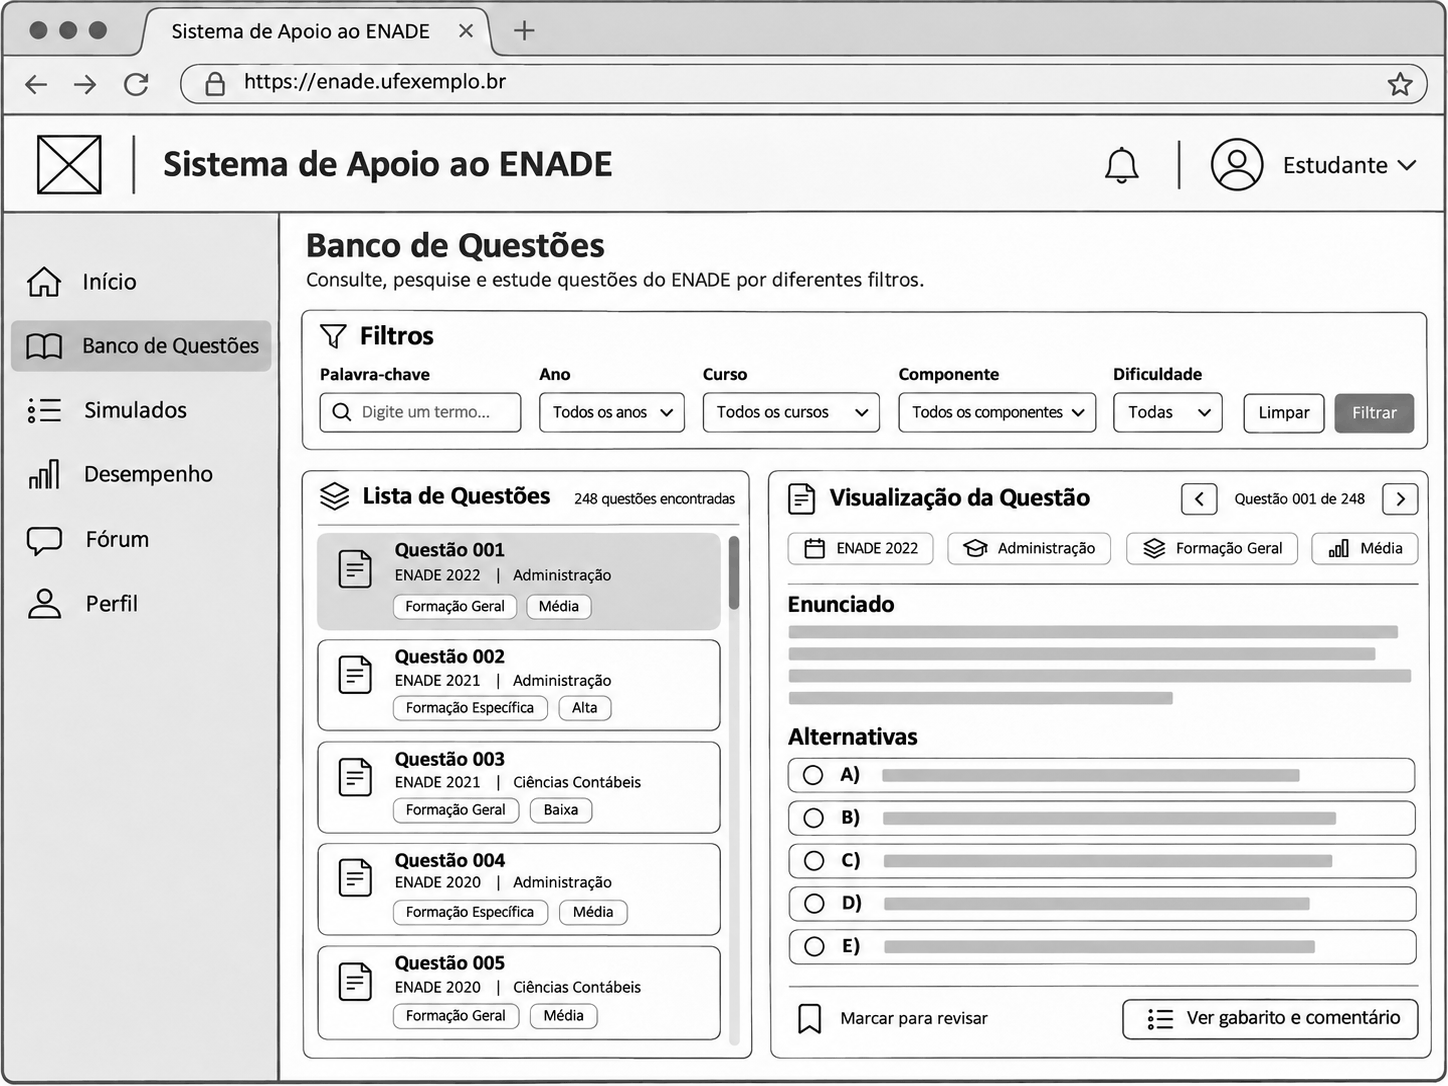 Sistema de Apoio ao ENADE
https://enade.ufexemplo.br
Sistema de Apoio ao ENADE
Estudante
Início
Banco de Questões
Simulados
Desempenho
Fórum
Perfil
Banco de Questões
Consulte, pesquise e estude questões do ENADE por diferentes filtros.
Filtros
Palavra-chave
Ano
Curso
Componente
Dificuldade
Digite um termo...
Todos os anos
Todos os cursos
Todos os componentes
Todas
Limpar
Filtrar
Lista de Questões
248 questões encontradas
Questão 001
ENADE 2022 | Administração
Formação Geral
Média
Questão 002
ENADE 2021 | Administração
Formação Específica
Alta
Questão 003
ENADE 2021 | Ciências Contábeis
Formação Geral
Baixa
Questão 004
ENADE 2020 | Administração
Formação Específica
Média
Questão 005
ENADE 2020 | Ciências Contábeis
Formação Geral
Média
Visualização da Questão
Questão 001 de 248
ENADE 2022
Administração
Formação Geral
Média
Enunciado
Alternativas
A)
B)
C)
D)
E)
Marcar para revisar
Ver gabarito e comentário